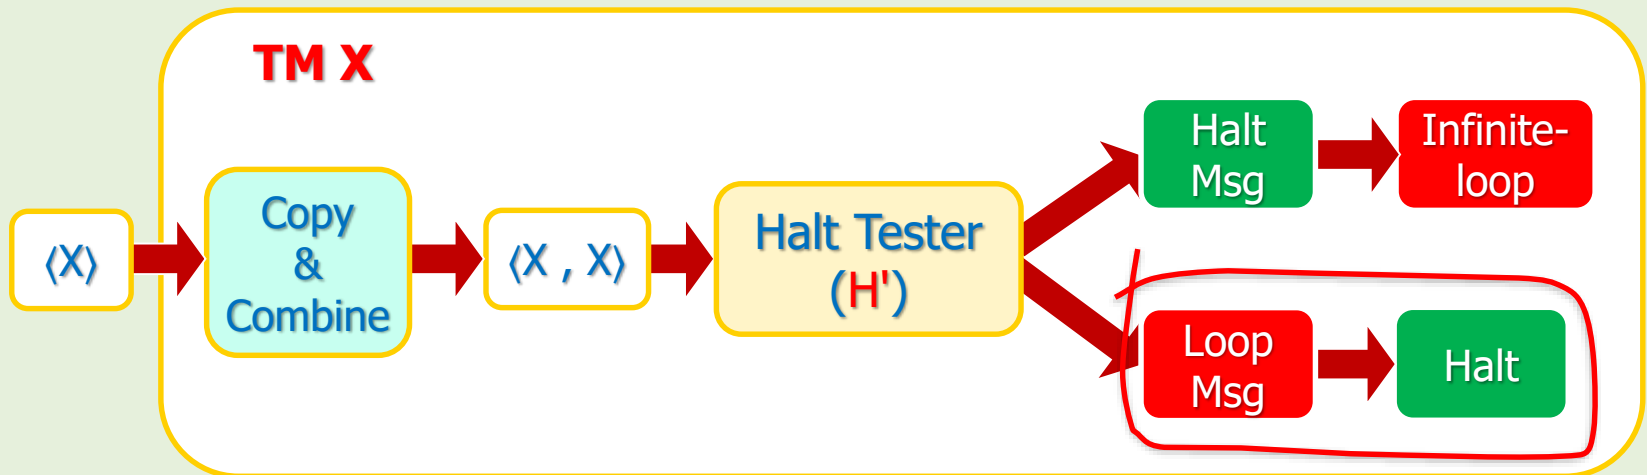 TM X
⟨X⟩
Copy
&
Combine
⟨X , X⟩
Halt Tester
(H')
Halt
Msg
Infinite-
loop
Loop
Msg
Halt